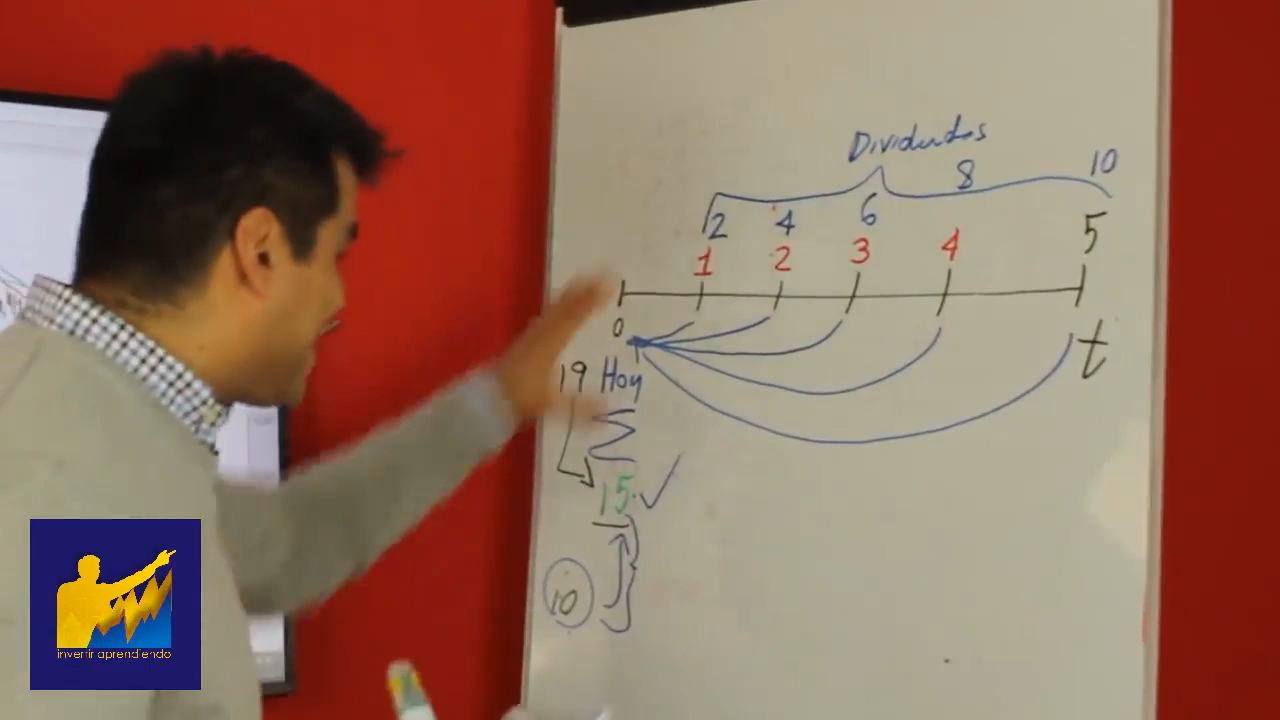 Dividendos
2 4 6 8 10
1 2 3 4 5
0
t
19 Hoy
15
10
invertir aprendiendo